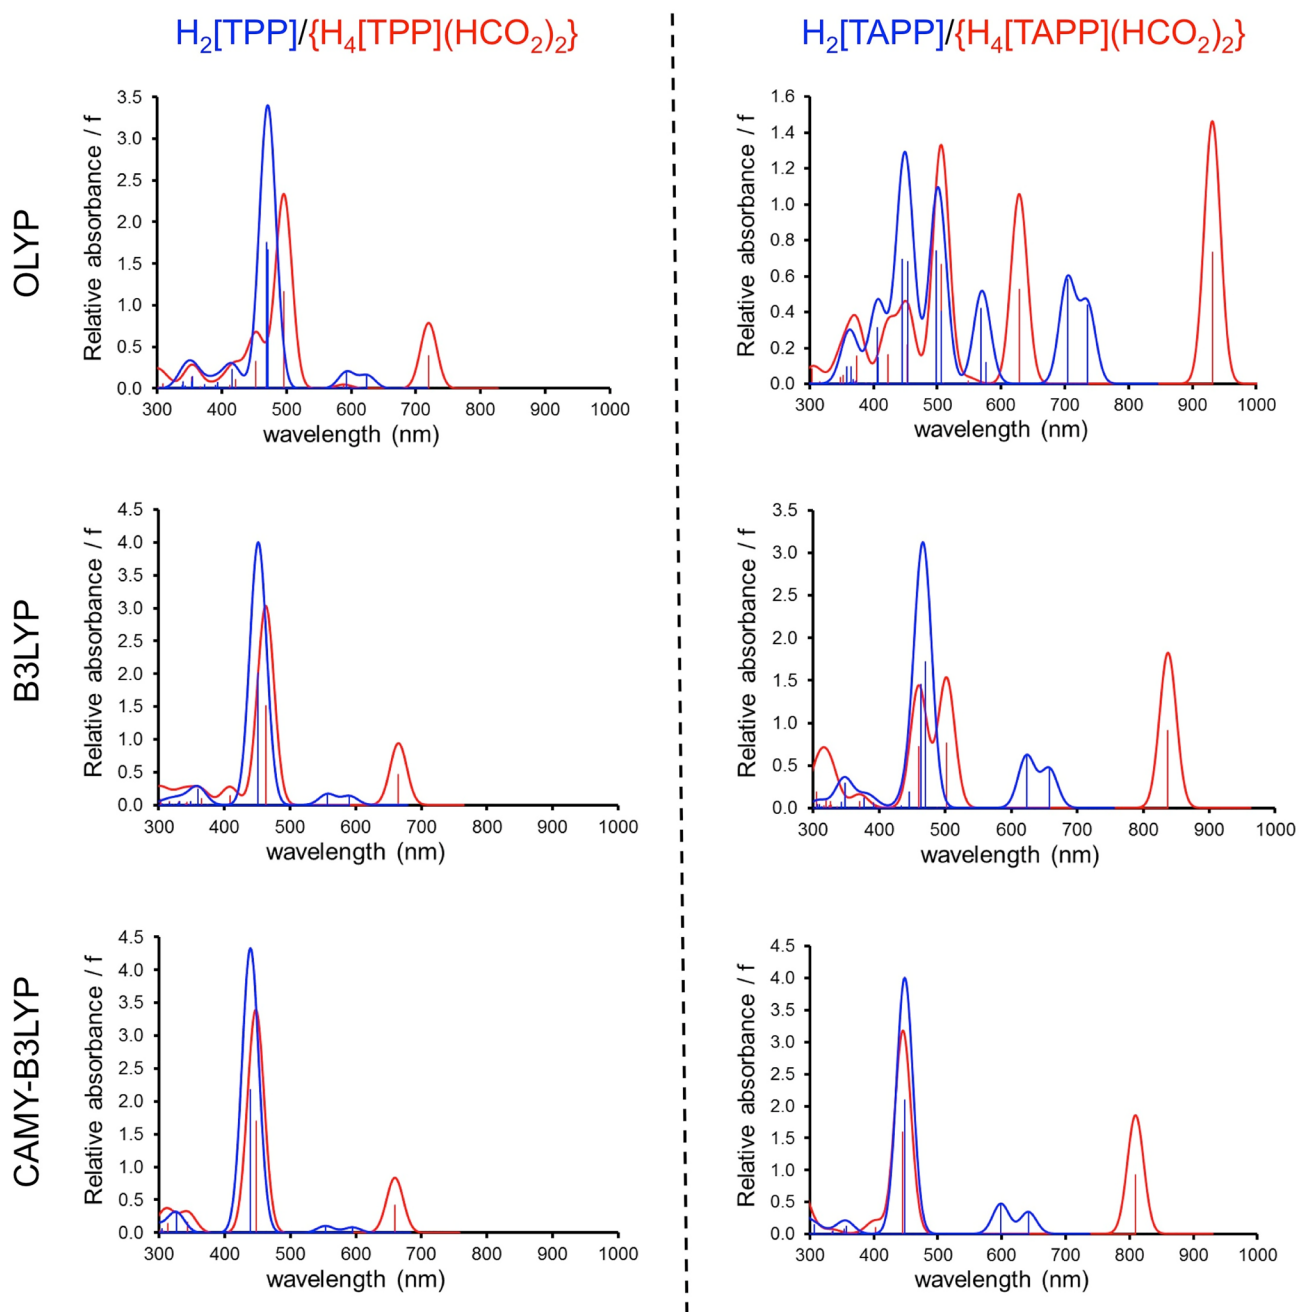 H2[TPP]/{H4[TPP](HCO2)2}
H2[TAPP]/{H4[TAPP](HCO2)2}
OLYP
Relative absorbance / f
3.5
3.0
2.5
2.0
1.5
1.0
0.5
0.0
300 400 500 600 700 800 900 1000
wavelength (nm)
Relative absorbance / f
1.6
1.4
1.2
1.0
0.8
0.6
0.4
0.2
0.0
300 400 500 600 700 800 900 1000
wavelength (nm)
B3LYP
Relative absorbance / f
4.5
4.0
3.5
3.0
2.5
2.0
1.5
1.0
0.5
0.0
300 400 500 600 700 800 900 1000
wavelength (nm)
Relative absorbance / f
3.5
3.0
2.5
2.0
1.5
1.0
0.5
0.0
300 400 500 600 700 800 900 1000
wavelength (nm)
CAMY-B3LYP
Relative absorbance / f
4.5
4.0
3.5
3.0
2.5
2.0
1.5
1.0
0.5
0.0
300 400 500 600 700 800 900 1000
wavelength (nm)
Relative absorbance / f
4.5
4.0
3.5
3.0
2.5
2.0
1.5
1.0
0.5
0.0
300 400 500 600 700 800 900 1000
wavelength (nm)